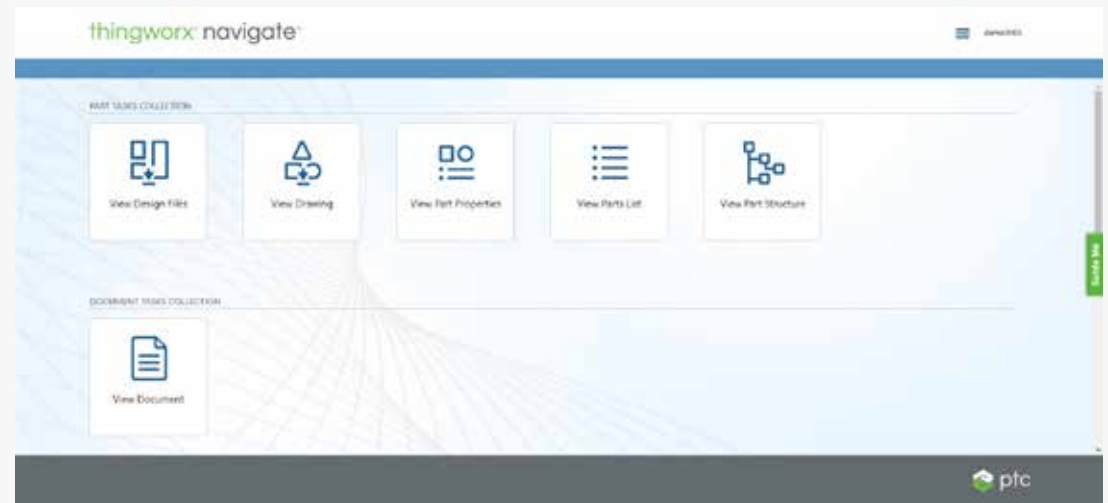 thingworx navigate
PART TASKS COLLECTION
View Design Files
View Drawing
View Part Properties
View Parts List
View Part Structure
Guide Me
DOCUMENT TASKS COLLECTION
View Document
ptc